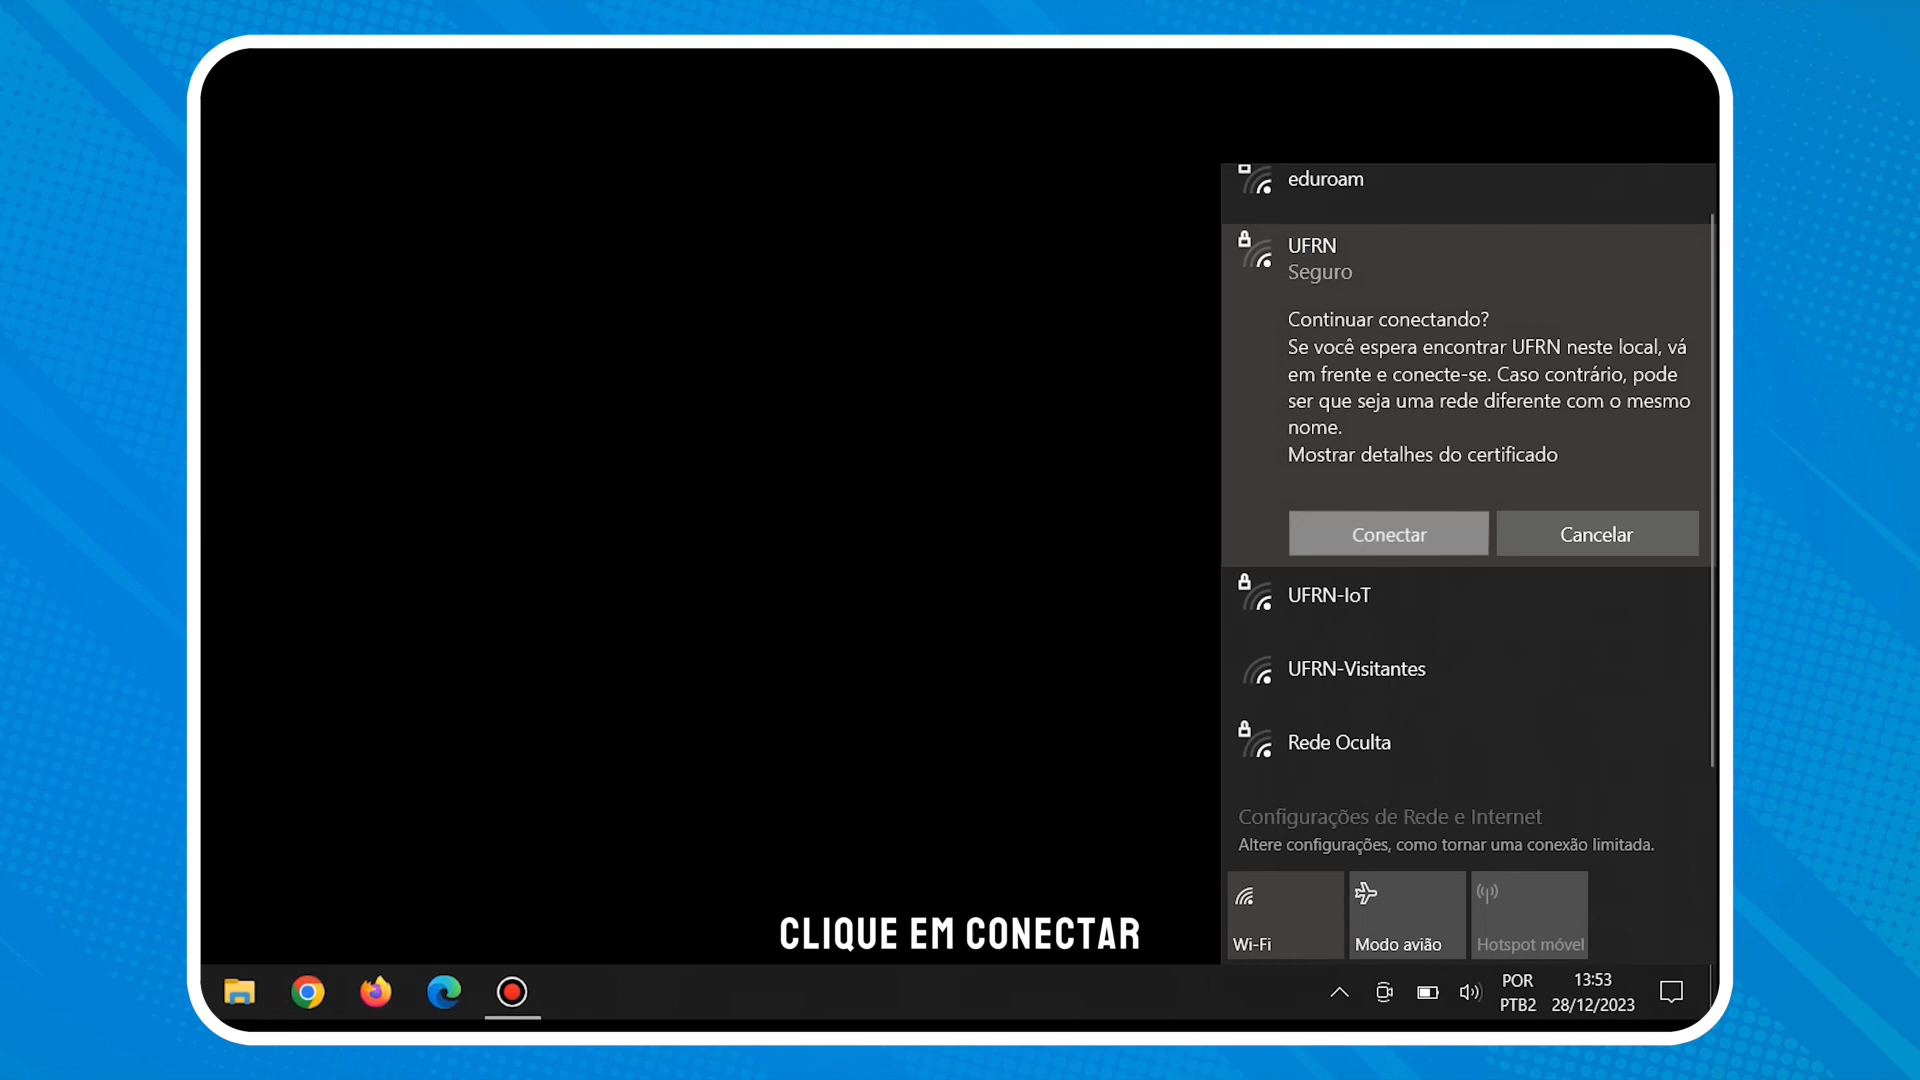 eduroam
UFRN
Seguro
Continuar conectando?
Se você espera encontrar UFRN neste local, vá
em frente e conecte-se. Caso contrário, pode
ser que seja uma rede diferente com o mesmo
nome.
Mostrar detalhes do certificado
Conectar
Cancelar
UFRN-IoT
UFRN-Visitantes
Rede Oculta
Configurações de Rede e Internet
Altere configurações, como tornar uma conexão limitada.
Wi-Fi
Modo avião
Hotspot móvel
CLIQUE EM CONECTAR
POR
PTB2
13:53
28/12/2023